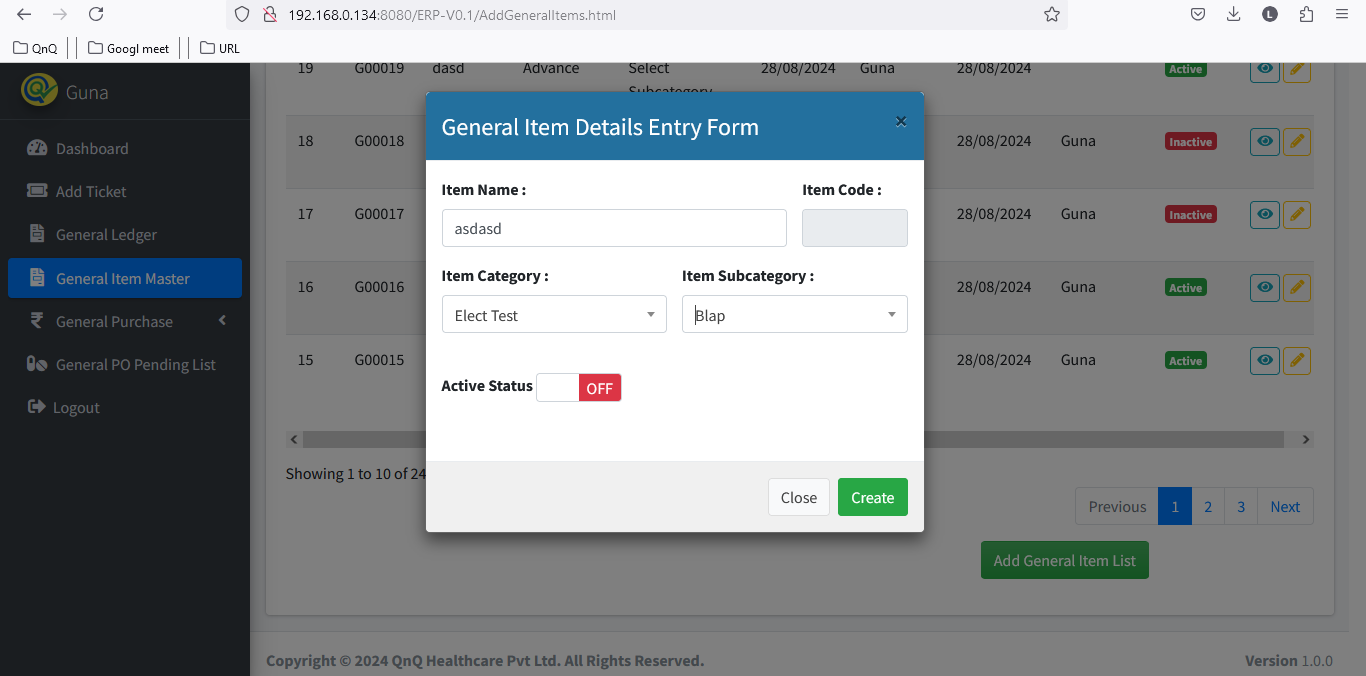 192.168.0.134:8080/ERP-V0.1/AddGeneralItems.html
QnQ Googl meet URL
Guna
Dashboard
Add Ticket
General Ledger
General Item Master
General Purchase
General PO Pending List
Logout
19 G00019 dasd Advance Select 28/08/2024 Guna 28/08/2024 Active
Subcategory
General Item Details Entry Form ×
18 G00018 28/08/2024 Guna Inactive
17 G00017 28/08/2024 Guna Inactive
16 G00016 28/08/2024 Guna Active
15 G00015 28/08/2024 Guna Active
Item Name : Item Code :
asdasd
Item Category : Item Subcategory :
Elect Test Blap
Active Status OFF
Close Create
Showing 1 to 10 of 24
Previous 1 2 3 Next
Add General Item List
Copyright © 2024 QnQ Healthcare Pvt Ltd. All Rights Reserved. Version 1.0.0